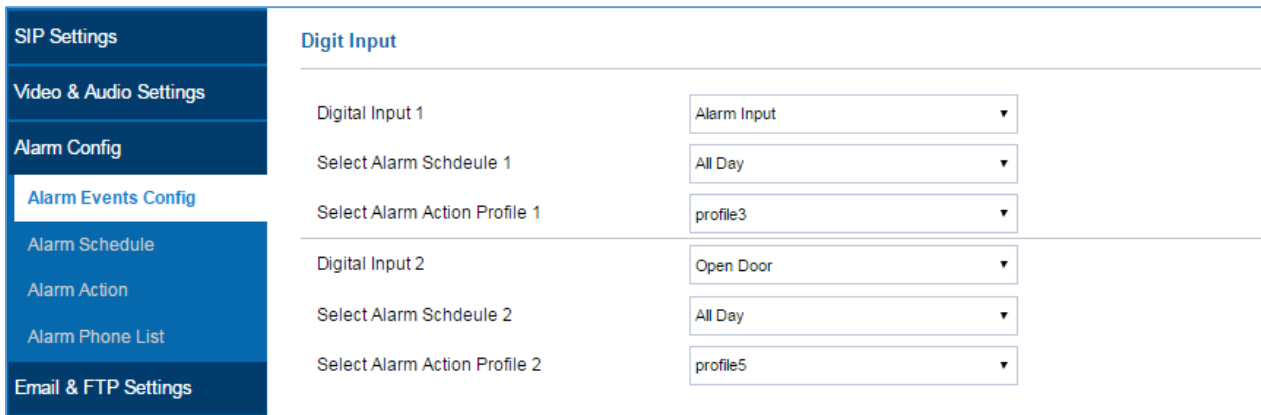 SIP Settings
Video & Audio Settings
Alarm Config
Alarm Events Config
Alarm Schedule
Alarm Action
Alarm Phone List
Email & FTP Settings
Digit Input
Digital Input 1 Alarm Input
Select Alarm Schdeule 1 All Day
Select Alarm Action Profile 1 profile3
Digital Input 2 Open Door
Select Alarm Schdeule 2 All Day
Select Alarm Action Profile 2 profile5